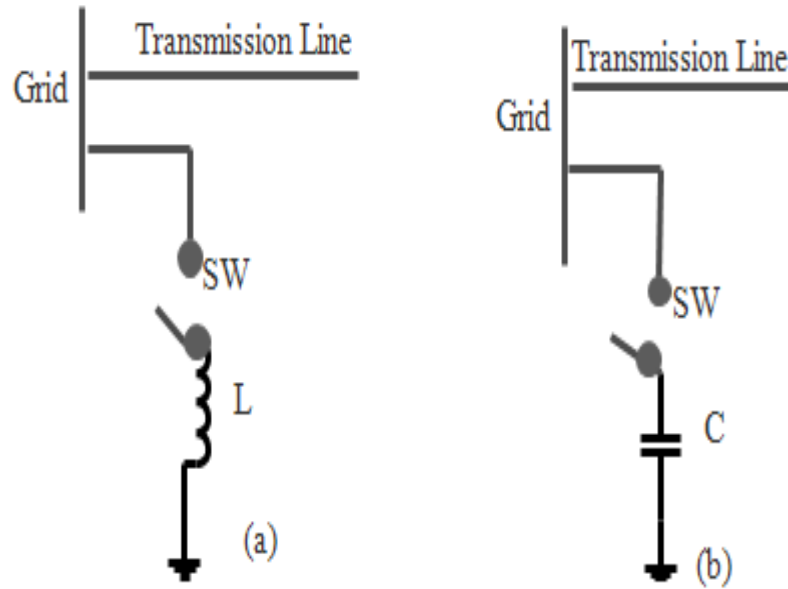 Transmission Line
Grid
SW
L
(a)
Transmission Line
Grid
SW
C
(b)